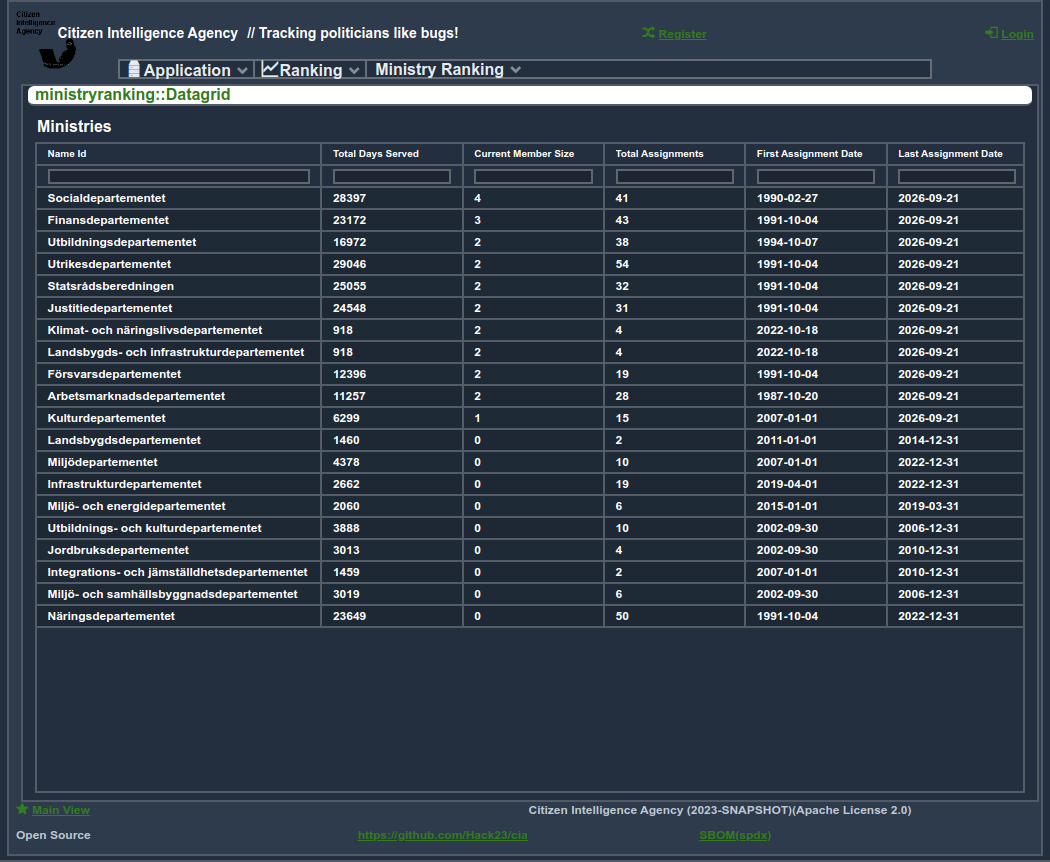 Citizen
Intelligence
Agency
Citizen Intelligence Agency // Tracking politicians like bugs!
Register
Login
Application Ranking Ministry Ranking
ministryranking::Datagrid
Ministries
Name Id Total Days Served Current Member Size Total Assignments First Assignment Date Last Assignment Date
Socialdepartementet 28397 4 41 1990-02-27 2026-09-21
Finansdepartementet 23172 3 43 1991-10-04 2026-09-21
Utbildningsdepartementet 16972 2 38 1994-10-07 2026-09-21
Utrikesdepartementet 29046 2 54 1991-10-04 2026-09-21
Statsrådsberedningen 25055 2 32 1991-10-04 2026-09-21
Justitiedepartementet 24548 2 31 1991-10-04 2026-09-21
Klimat- och näringslivsdepartementet 918 2 4 2022-10-18 2026-09-21
Landsbygds- och infrastrukturdepartementet 918 2 4 2022-10-18 2026-09-21
Försvarsdepartementet 12396 2 19 1991-10-04 2026-09-21
Arbetsmarknadsdepartementet 11257 2 28 1987-10-20 2026-09-21
Kulturdepartementet 6299 1 15 2007-01-01 2026-09-21
Landsbygdsdepartementet 1460 0 2 2011-01-01 2014-12-31
Miljödepartementet 4378 0 10 2007-01-01 2022-12-31
Infrastrukturdepartementet 2662 0 19 2019-04-01 2022-12-31
Miljö- och energidepartementet 2060 0 6 2015-01-01 2019-03-31
Utbildnings- och kulturdepartementet 3888 0 10 2002-09-30 2006-12-31
Jordbruksdepartementet 3013 0 4 2002-09-30 2010-12-31
Integrations- och jämställdhetsdepartementet 1459 0 2 2007-01-01 2010-12-31
Miljö- och samhällsbyggnadsdepartementet 3019 0 6 2002-09-30 2006-12-31
Näringsdepartementet 23649 0 50 1991-10-04 2022-12-31
Main View Citizen Intelligence Agency (2023-SNAPSHOT)(Apache License 2.0)
Open Source https://github.com/Hack23/cia SBOM(spdx)